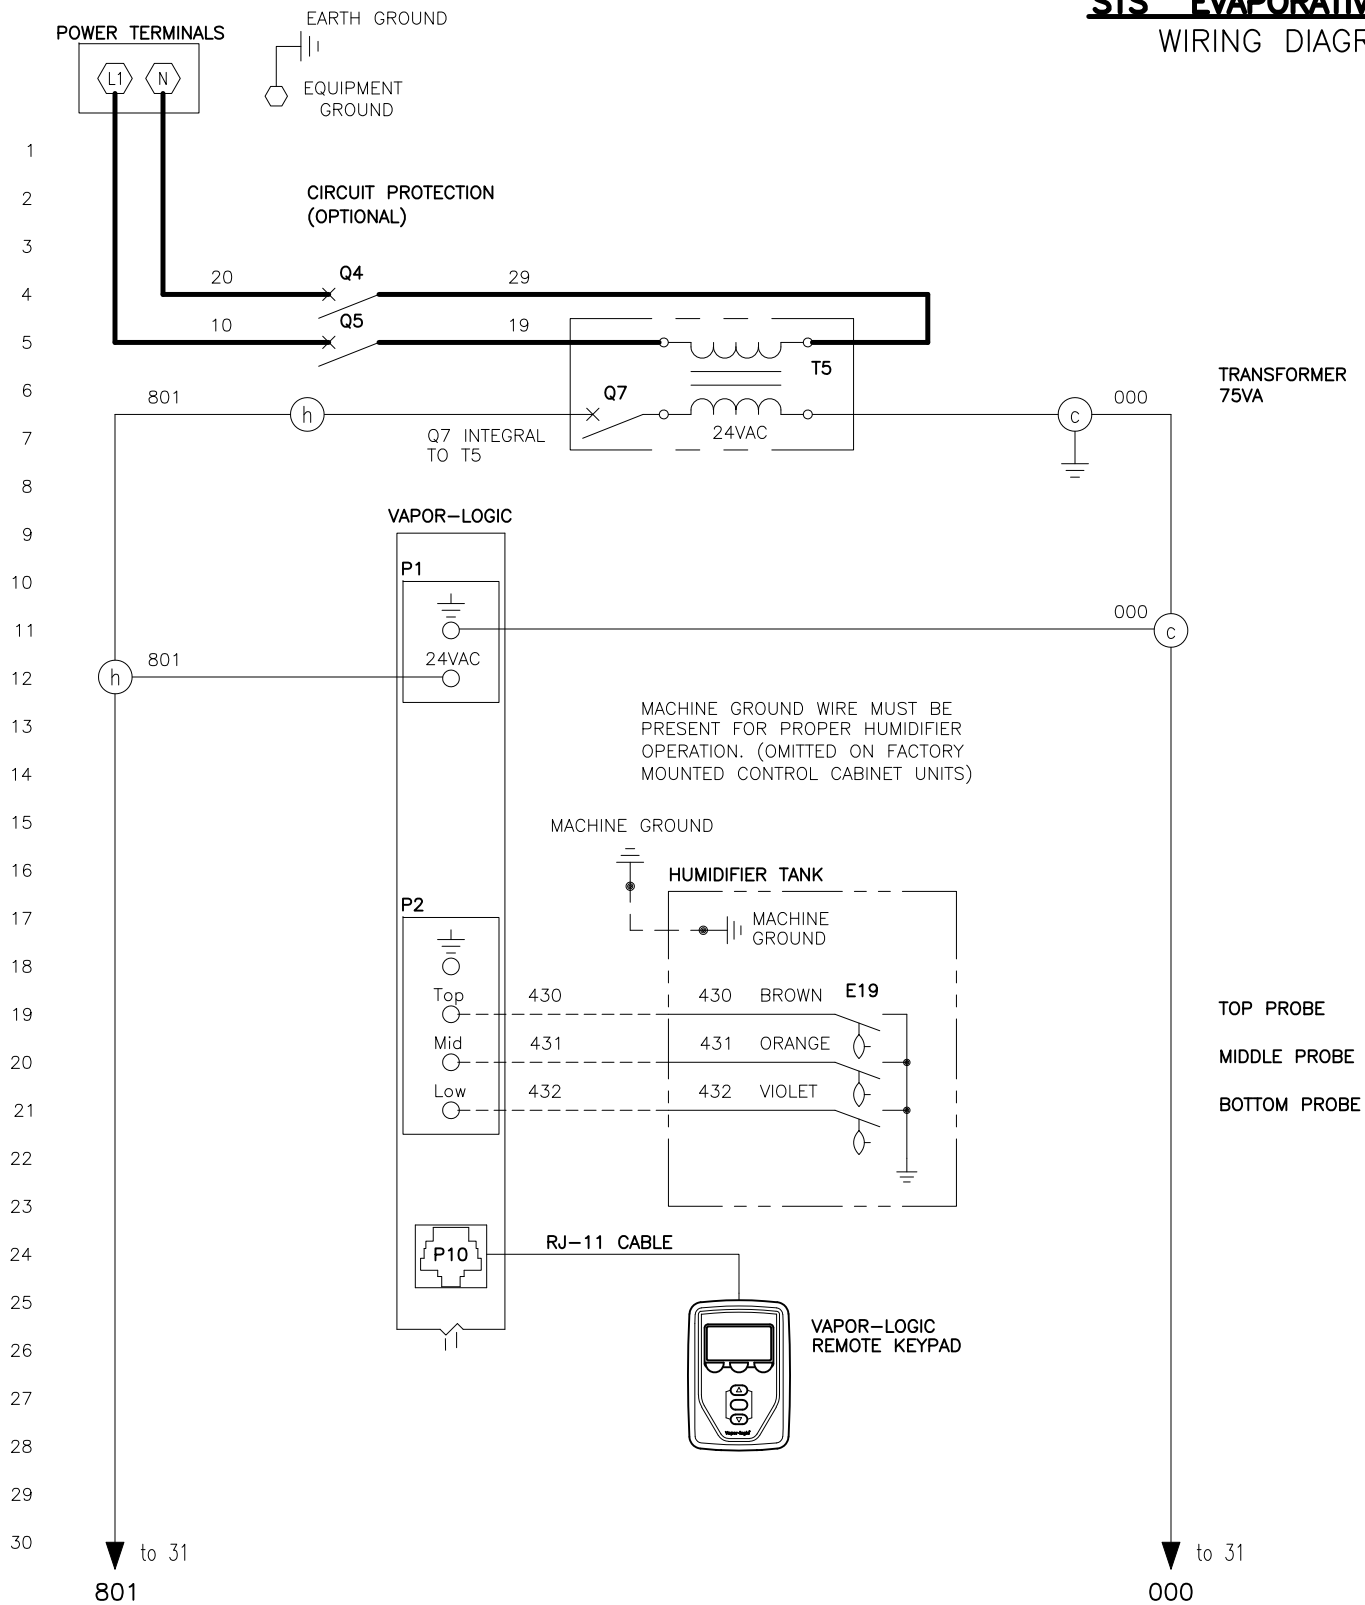 STS EVAPORATIV
WIRING DIAGR
EARTH GROUND
POWER TERMINALS
L1 N
EQUIPMENT
GROUND
1
2
CIRCUIT PROTECTION
(OPTIONAL)
3
20 Q4 29
4
10 Q5 19
5
T5
6
TRANSFORMER
75VA
801 h Q7 c 000
24VAC
7
Q7 INTEGRAL
TO T5
8
VAPOR-LOGIC
9
P1
10
000
11 c
801 24VAC
12 h
MACHINE GROUND WIRE MUST BE
PRESENT FOR PROPER HUMIDIFIER
OPERATION. (OMITTED ON FACTORY
MOUNTED CONTROL CABINET UNITS)
13
14
15
MACHINE GROUND
16
HUMIDIFIER TANK
P2
17
MACHINE
GROUND
18
Top 430 430 BROWN E19
19 TOP PROBE
Mid 431 431 ORANGE
20 MIDDLE PROBE
Low 432 432 VIOLET
21 BOTTOM PROBE
22
23
RJ-11 CABLE
24 P10
25
VAPOR-LOGIC
REMOTE KEYPAD
26
27
Vapor-logic
28
29
30
to 31 to 31
801 000